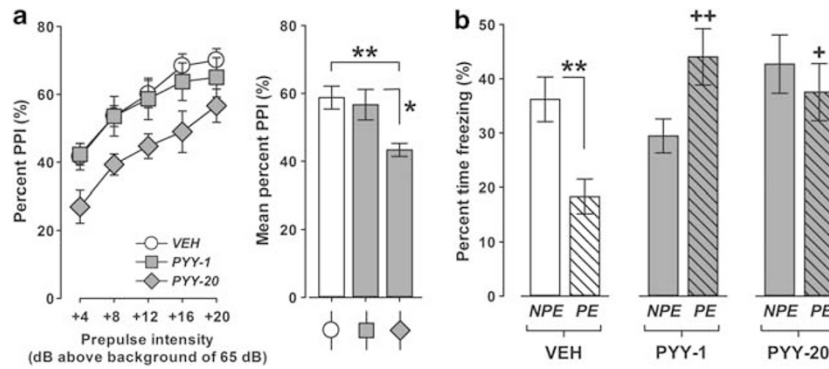 a
Percent PPI (%)
80
60
40
20
0
VEH
PYY-1
PYY-20
+4 +8 +12 +16 +20
Prepulse intensity
(dB above background of 65 dB)
Mean percent PPI (%)
80
60
40
20
0
**
*
b
Percent time freezing (%)
50
40
30
20
10
0
**
++
+
NPE PE NPE PE NPE PE
VEH PYY-1 PYY-20